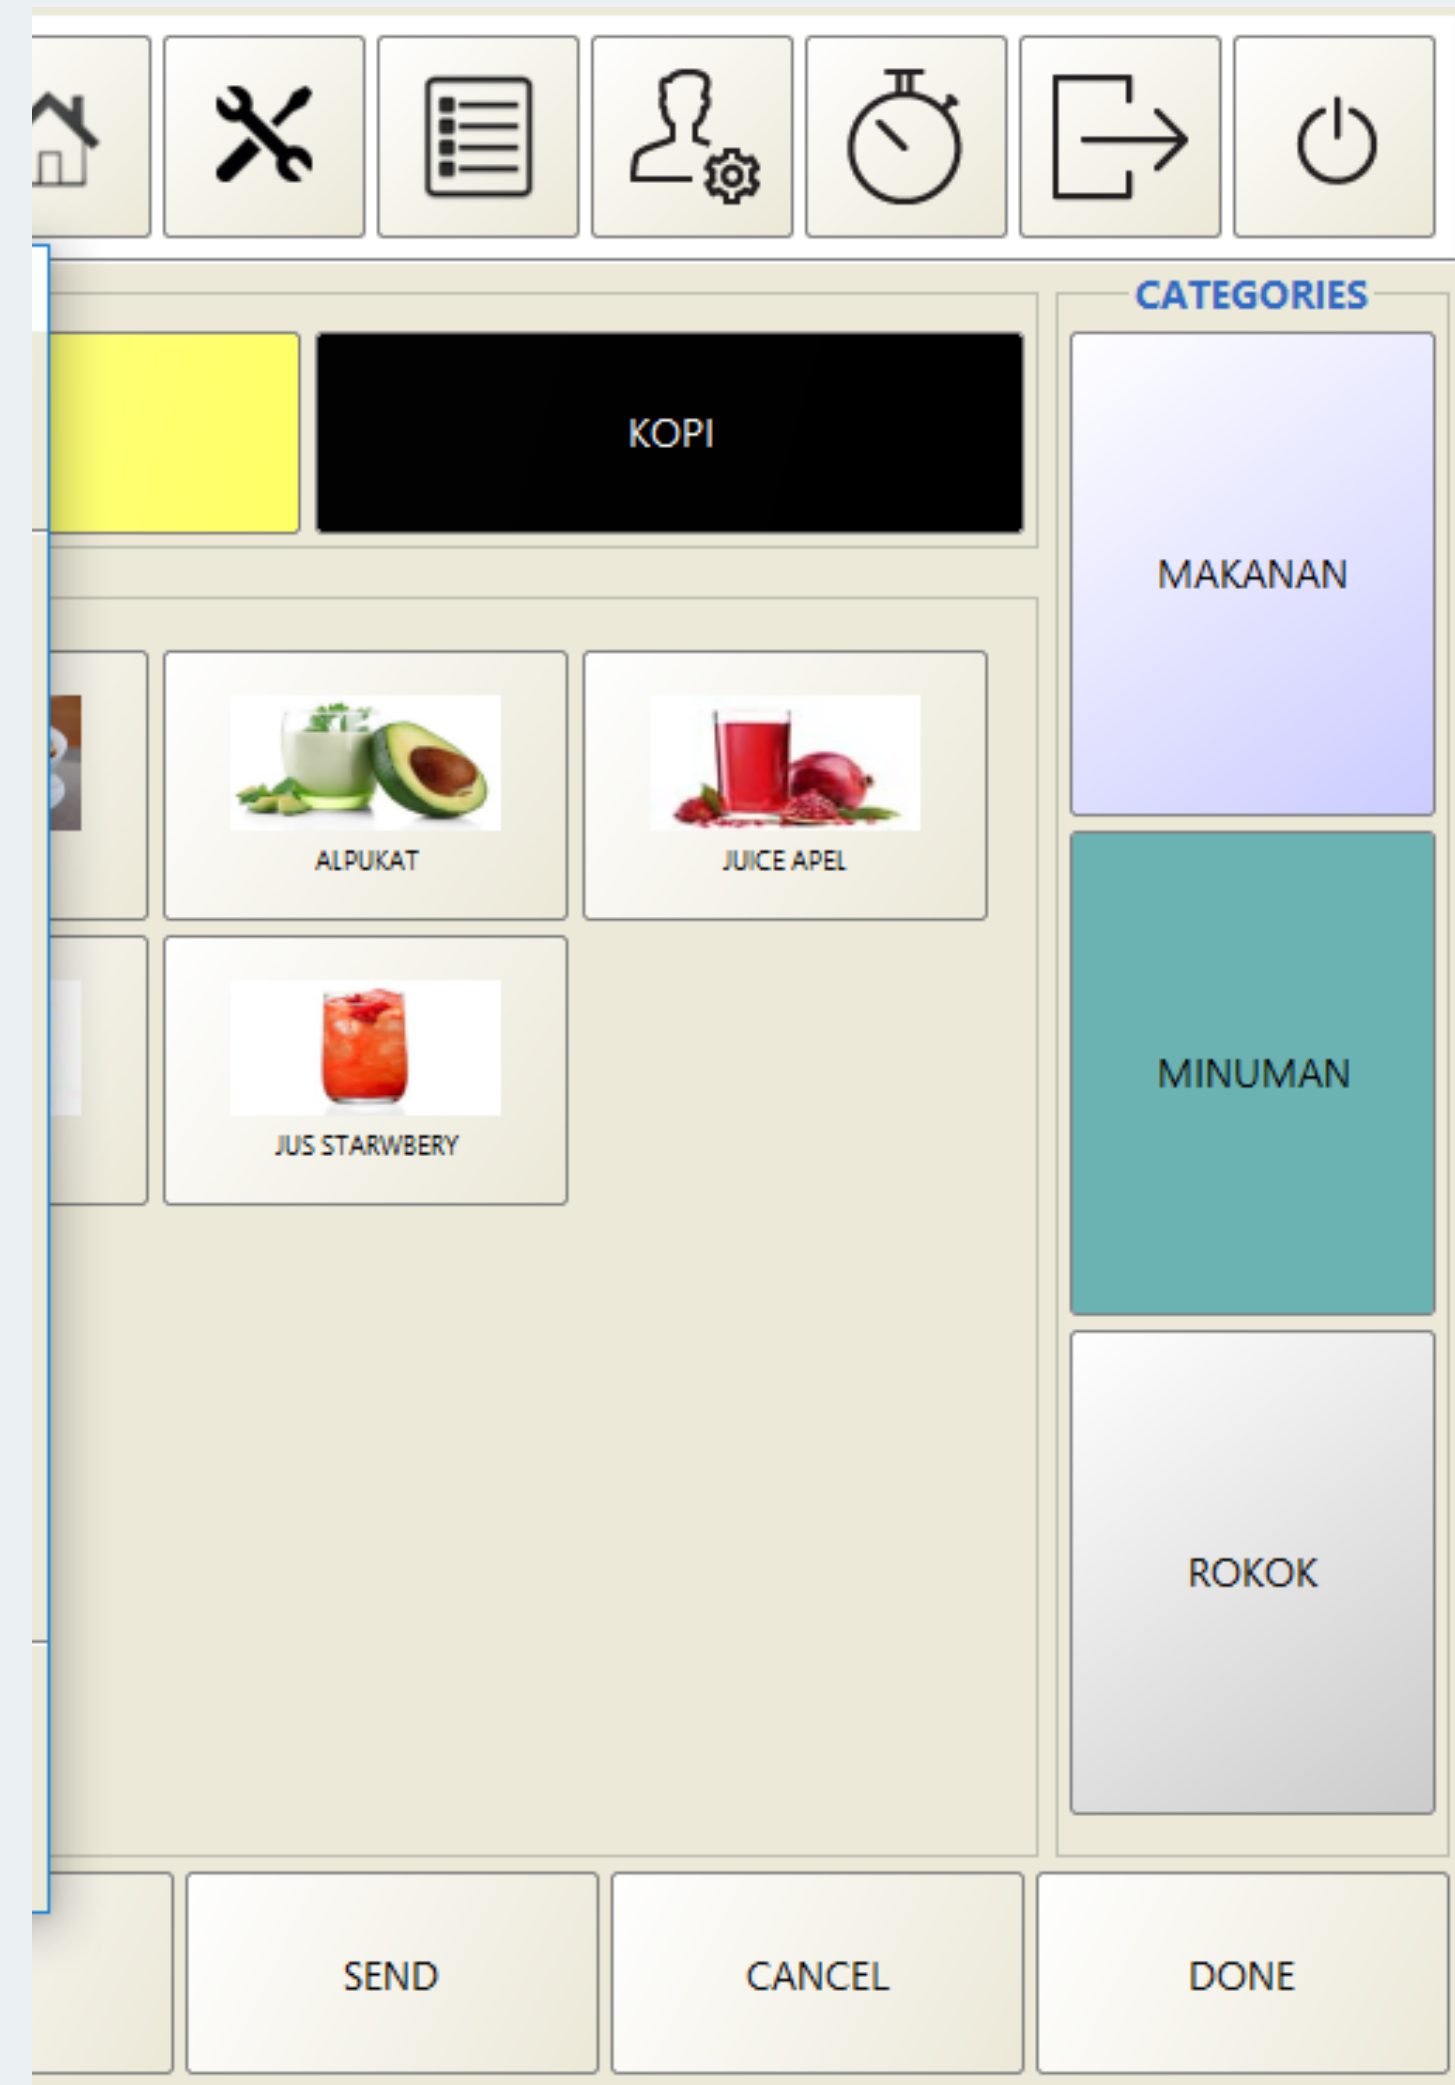 CATEGORIES
KOPI
MAKANAN
ALPUKAT
JUICE APEL
MINUMAN
JUS STARWBERY
ROKOK
SEND
CANCEL
DONE